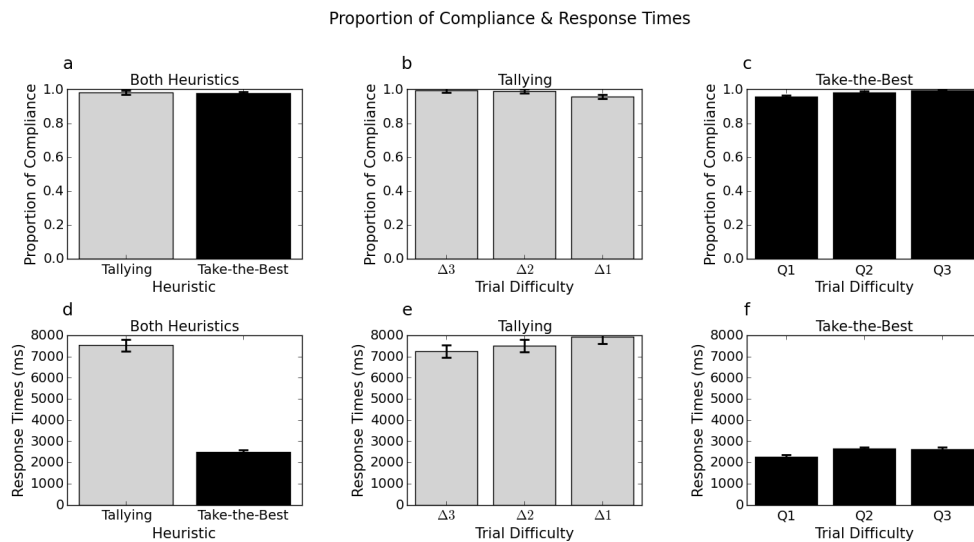 Proportion of Compliance & Response Times
a
Both Heuristics
Proportion of Compliance
1.0
0.8
0.6
0.4
0.2
0.0
Tallying Take-the-Best
Heuristic
b
Tallying
Proportion of Compliance
1.0
0.8
0.6
0.4
0.2
0.0
Δ3 Δ2 Δ1
Trial Difficulty
c
Take-the-Best
Proportion of Compliance
1.0
0.8
0.6
0.4
0.2
0.0
Q1 Q2 Q3
Trial Difficulty
d
Both Heuristics
Response Times (ms)
8000
7000
6000
5000
4000
3000
2000
1000
0
Tallying Take-the-Best
Heuristic
e
Tallying
Response Times (ms)
8000
7000
6000
5000
4000
3000
2000
1000
0
Δ3 Δ2 Δ1
Trial Difficulty
f
Take-the-Best
Response Times (ms)
8000
7000
6000
5000
4000
3000
2000
1000
0
Q1 Q2 Q3
Trial Difficulty